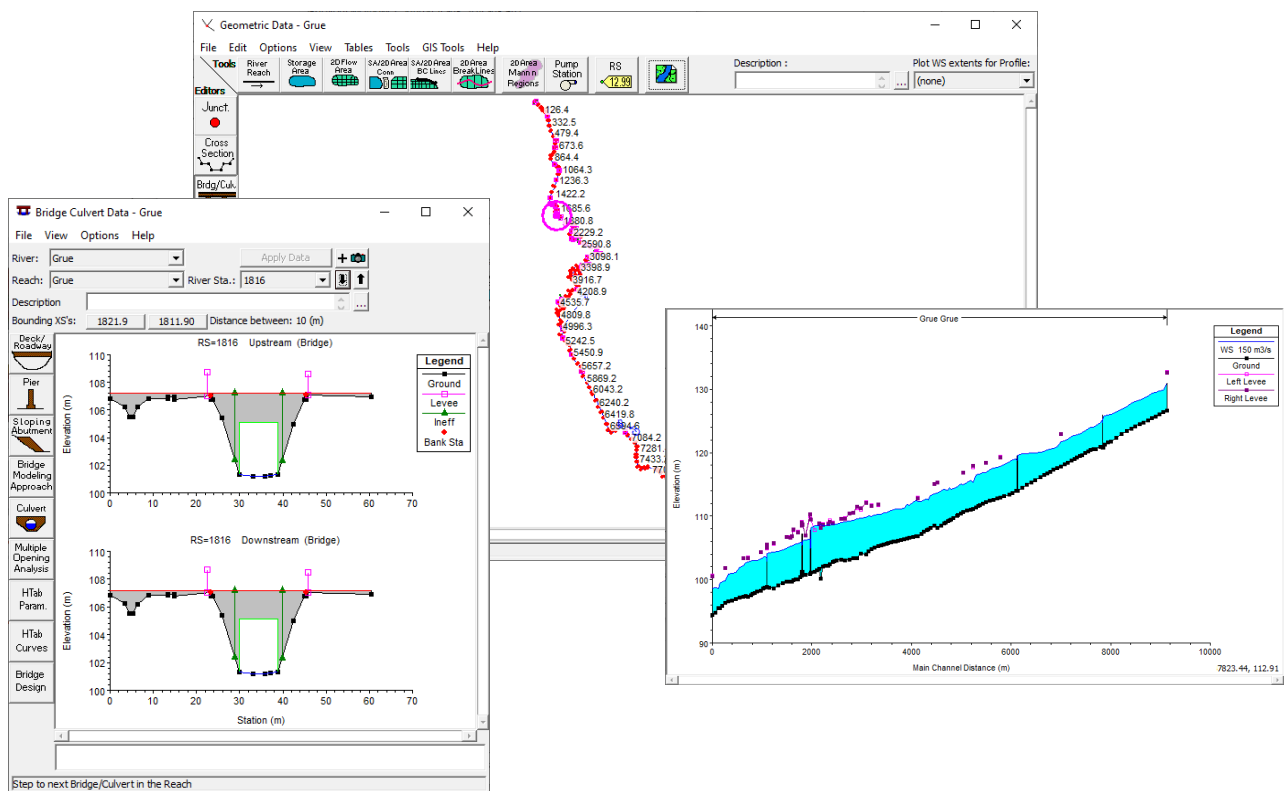 Geometric Data - Grue
File Edit Options View Tables Tools GIS Tools Help
Tools
Editors
River Reach
Storage Area
2D Flow Area
SA/2D Area Conn
SA/2D Area BC Lines
2D Area BreakLines
2D Area Mann n Regions
Pump Station
RS
12.99
Description :
...
Plot WS extents for Profile:
(none)
Junct.
Cross Section
Brdg/Culv
126.4
332.5
479.4
673.6
864.4
1064.3
1236.3
1422.2
1685.6
1880.8
2229.2
2590.8
3098.1
3398.9
3916.7
4208.9
4535.7
4809.8
4996.3
5242.5
5450.9
5657.2
5869.2
6043.2
6240.2
6419.8
6594.6
7084.2
7281.
7433.
770
Bridge Culvert Data - Grue
File View Options Help
River: Grue
Apply Data
+
Reach: Grue
River Sta.: 1816
Description
...
Bounding XS's: 1821.9 1811.90 Distance between: 10 (m)
Deck/ Roadway
Pier
Sloping Abutment
Bridge Modeling Approach
Culvert
Multiple Opening Analysis
HTab Param.
HTab Curves
Bridge Design
RS=1816 Upstream (Bridge)
Elevation (m)
110
108
106
104
102
100
0 10 20 30 40 50 60 70
Legend
Ground
Levee
Ineff
Bank Sta
RS=1816 Downstream (Bridge)
Elevation (m)
110
108
106
104
102
100
0 10 20 30 40 50 60 70
Station (m)
Step to next Bridge/Culvert in the Reach
Grue Grue
Elevation (m)
140
130
120
110
100
90
0 2000 4000 6000 8000 10000
Main Channel Distance (m)
7823.44, 112.91
Legend
WS 150 m3/s
Ground
Left Levee
Right Levee